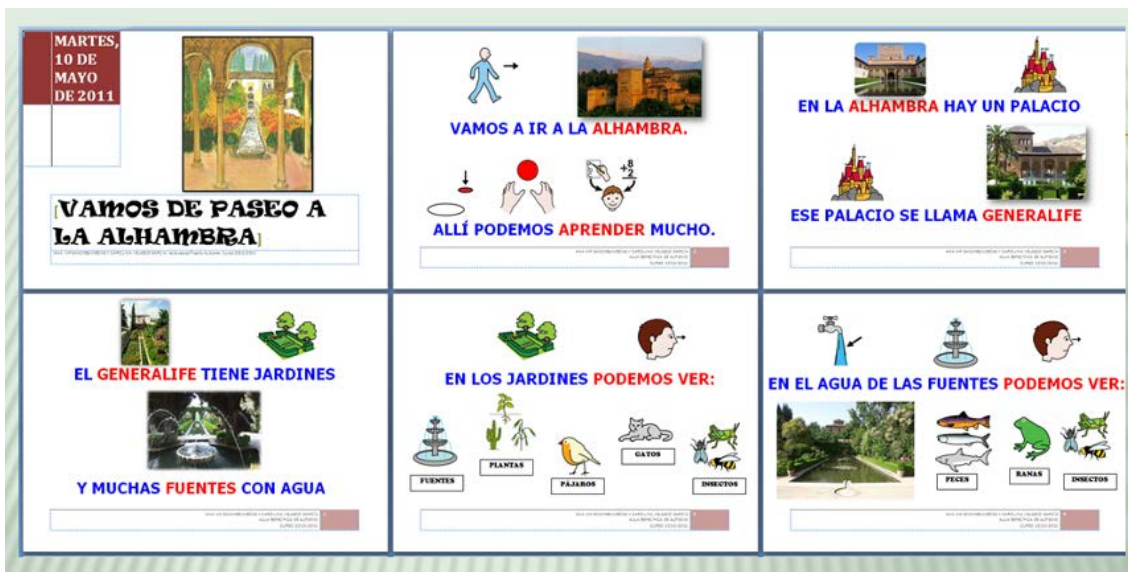 MARTES,
10 DE
MAYO
DE 2011
VAMOS DE PASEO A
LA ALHAMBRA
VAMOS A IR A LA ALHAMBRA.
+8
2
ALLÍ PODEMOS APRENDER MUCHO.
EN LA ALHAMBRA HAY UN PALACIO
ESE PALACIO SE LLAMA GENERALIFE
EL GENERALIFE TIENE JARDINES
Y MUCHAS FUENTES CON AGUA
EN LOS JARDINES PODEMOS VER:
FUENTES
PLANTAS
PÁJAROS
GATOS
INSECTOS
EN EL AGUA DE LAS FUENTES PODEMOS VER:
PECES
RANAS
INSECTOS